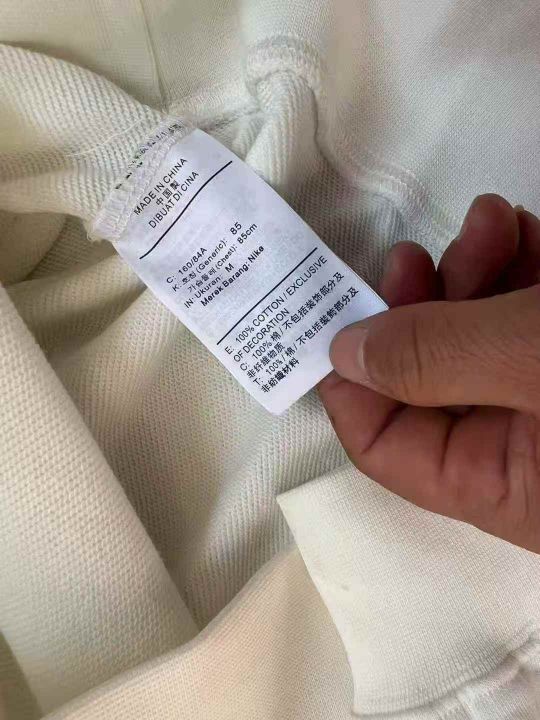 MADE IN CHINA
中国製
DIBUAT DI CINA
C: 160/84A
K: 호칭 (Generic): 85
가슴둘레 (Chest): 85cm
IN: Ukuran: M
Merek Barang: Nike
E: 100% COTTON / EXCLUSIVE
OF DECORATION
C: 100% 棉 / 不包括装饰部分及
非纤维物质
T: 100% 棉 / 不包括裝飾部分及
非紡織材料